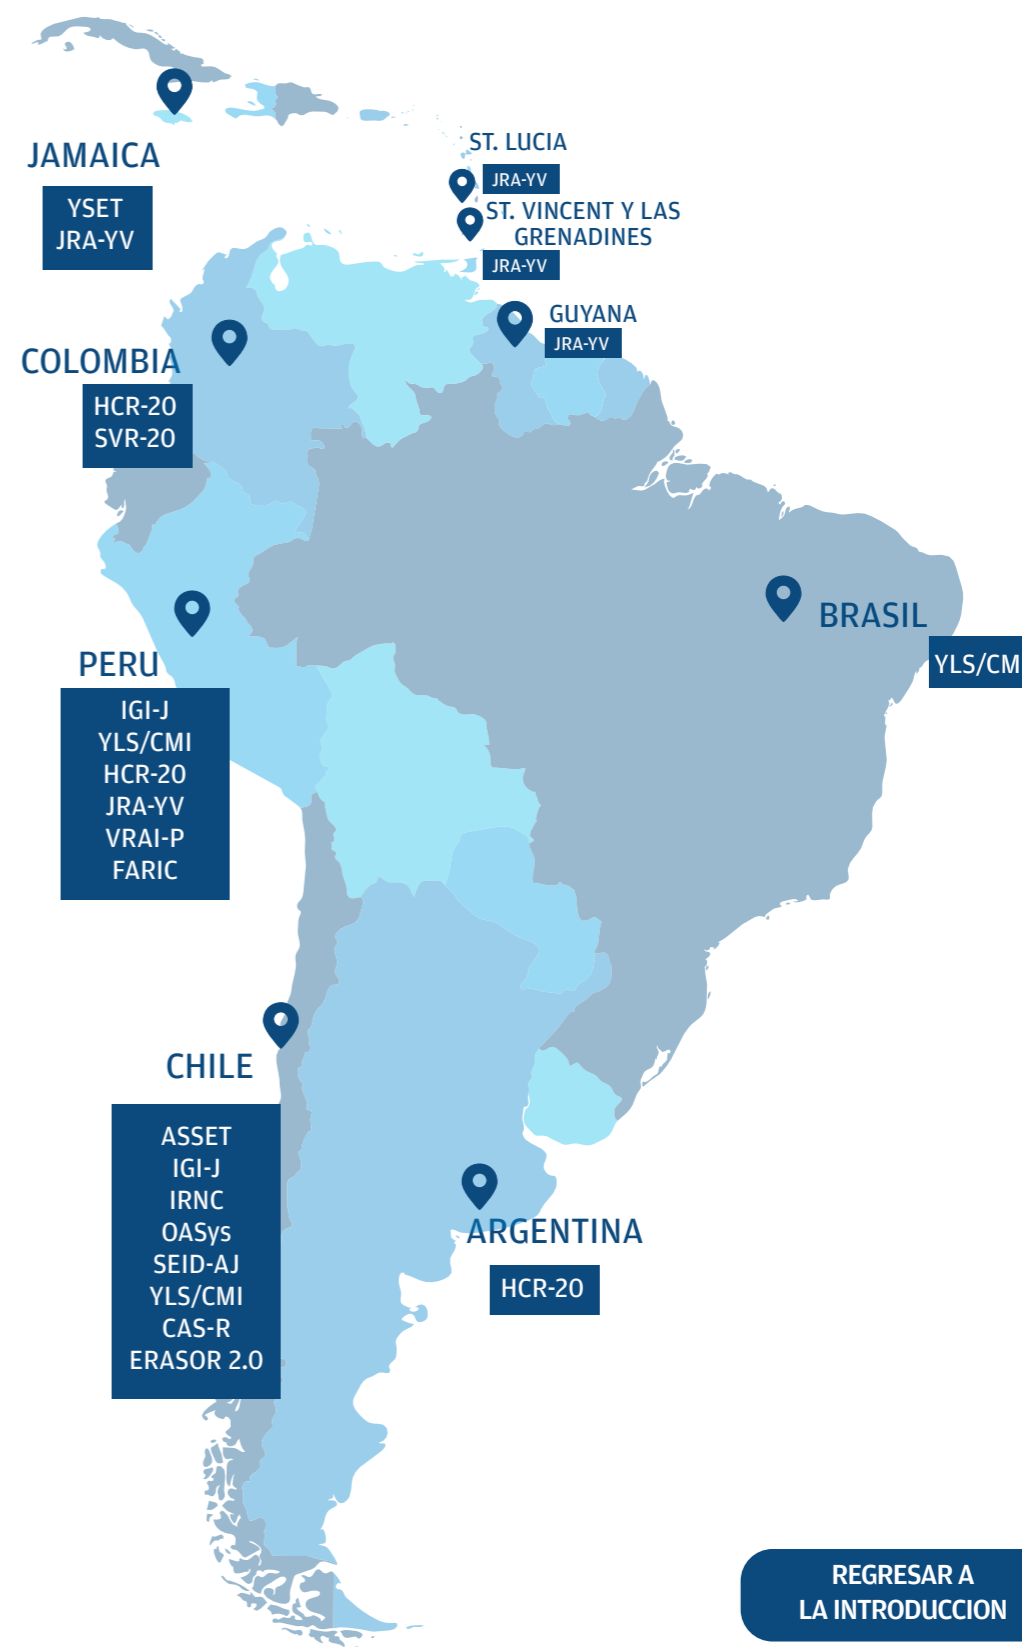 JAMAICA
YSET
JRA-YV
ST. LUCIA
JRA-YV
ST. VINCENT Y LAS
GRENADINES
JRA-YV
GUYANA
JRA-YV
COLOMBIA
HCR-20
SVR-20
BRASIL
YLS/CM
PERU
IGI-J
YLS/CMI
HCR-20
JRA-YV
VRAI-P
FARIC
CHILE
ASSET
IGI-J
IRNC
OASys
SEID-AJ
YLS/CMI
CAS-R
ERASOR 2.0
ARGENTINA
HCR-20
REGRESAR A
LA INTRODUCCION